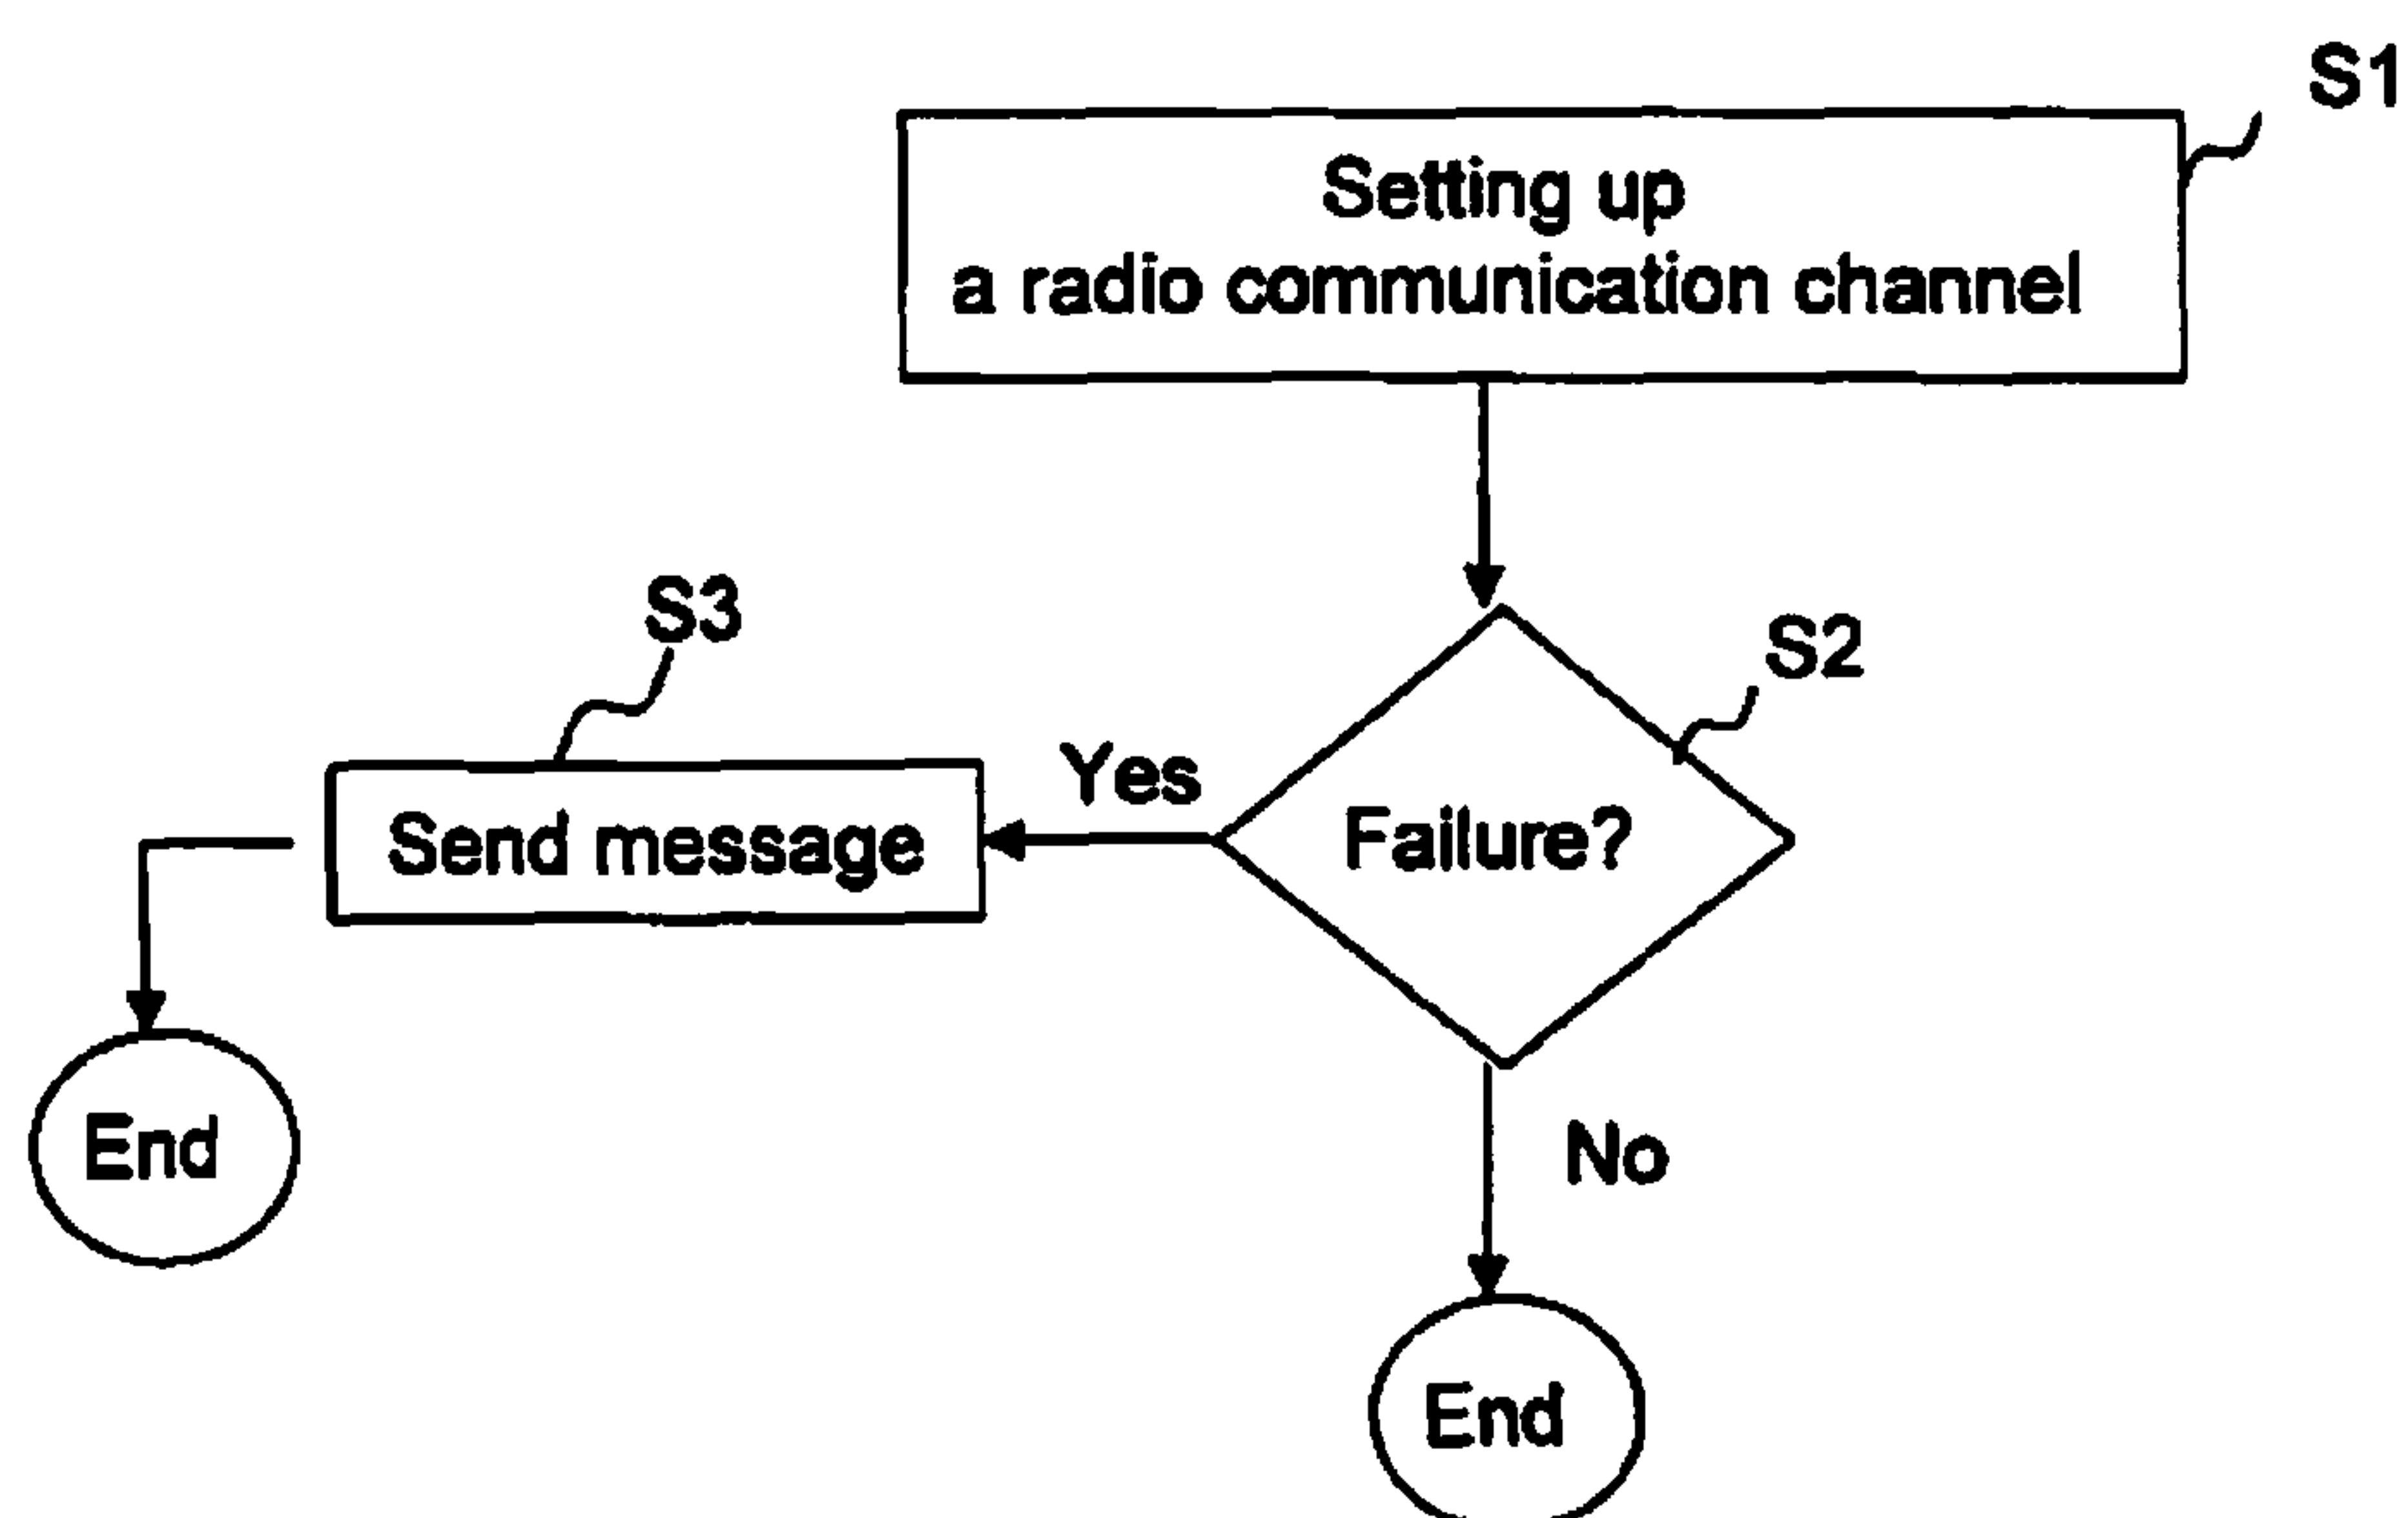 S1
Setting up
a radio communication channel
S3
S2
Yes
Send message
Failure?
End
No
End